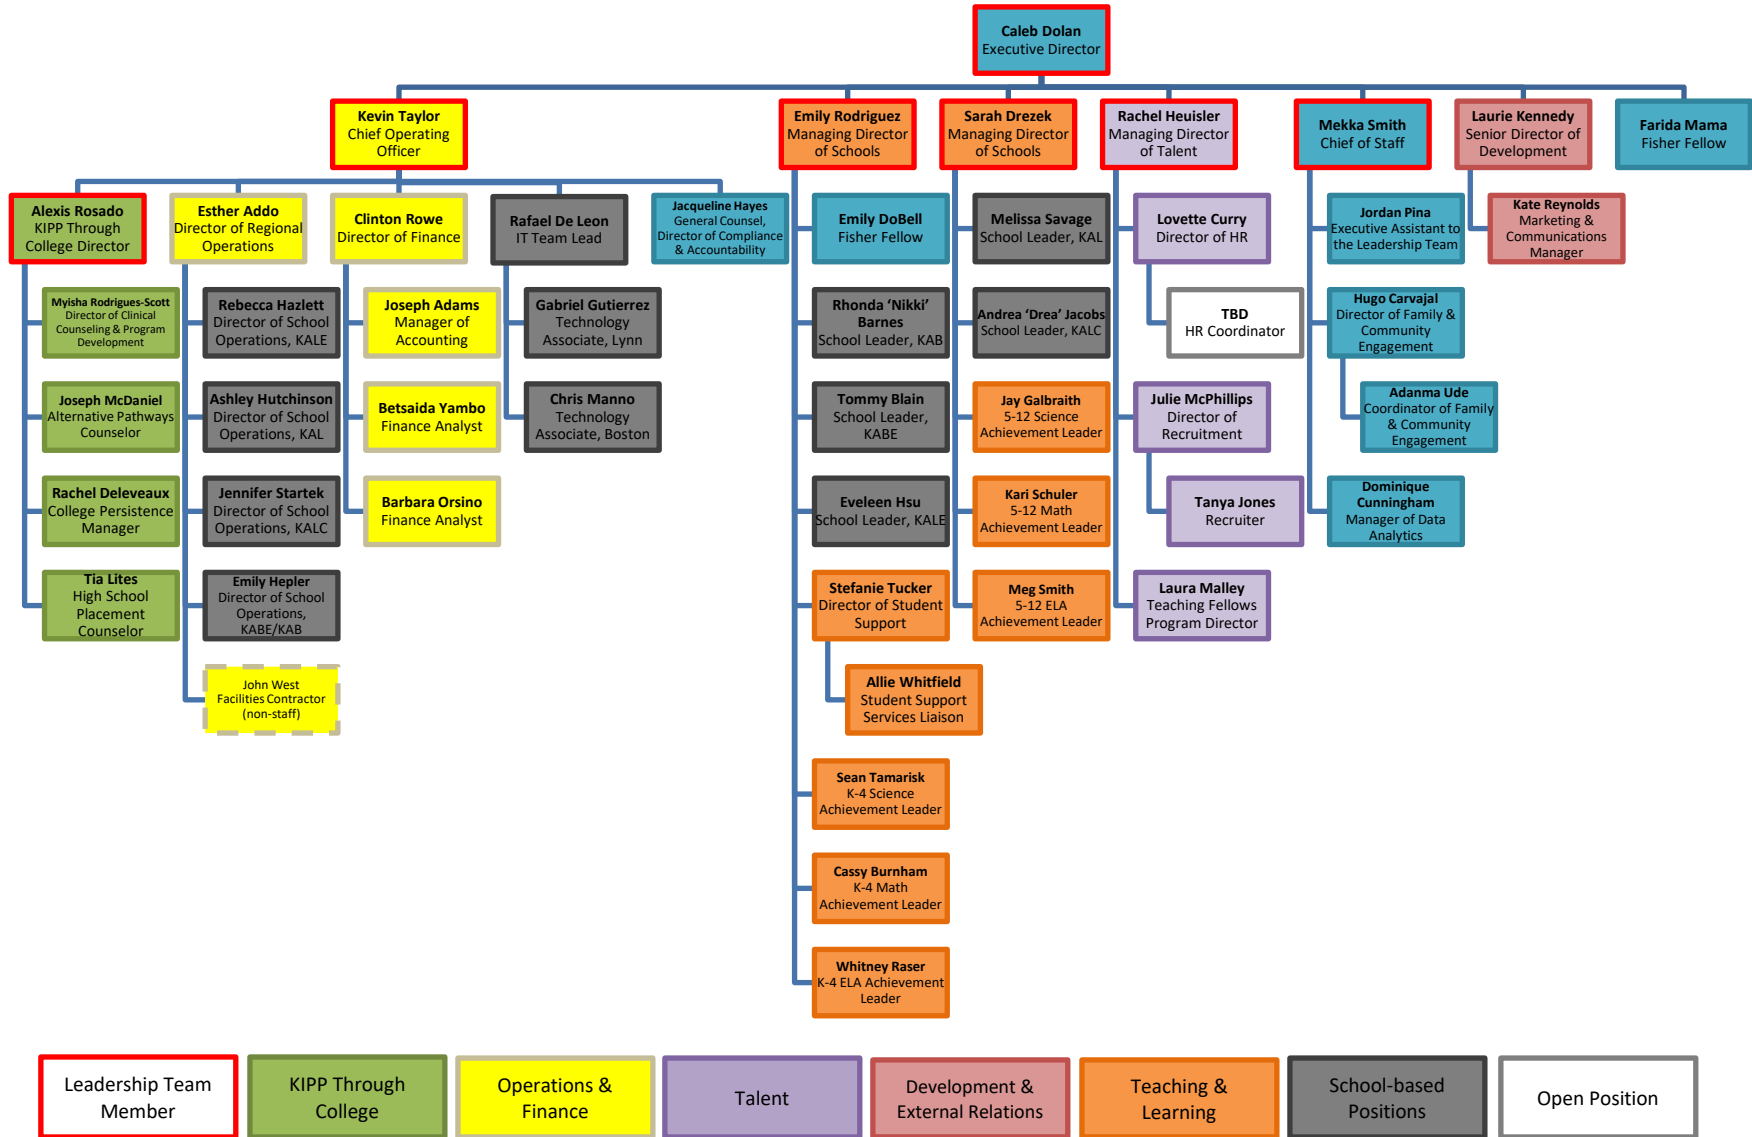 Caleb Dolan
Executive Director
Kevin Taylor
Chief Operating
Officer
Emily Rodriguez
Managing Director
of Schools
Sarah Drezek
Managing Director
of Schools
Rachel Heuisler
Managing Director
of Talent
Mekka Smith
Chief of Staff
Laurie Kennedy
Senior Director of
Development
Farida Mama
Fisher Fellow
Alexis Rosado
KIPP Through
College Director
Esther Addo
Director of Regional
Operations
Clinton Rowe
Director of Finance
Rafael De Leon
IT Team Lead
Jacqueline Hayes
General Counsel,
Director of Compliance
& Accountability
Emily DoBell
Fisher Fellow
Melissa Savage
School Leader, KAL
Lovette Curry
Director of HR
Jordan Pina
Executive Assistant to
the Leadership Team
Kate Reynolds
Marketing &
Communications
Manager
Myisha Rodrigues-Scott
Director of Clinical
Counseling & Program
Development
Rebecca Hazlett
Director of School
Operations, KALE
Joseph Adams
Manager of
Accounting
Gabriel Gutierrez
Technology
Associate, Lynn
Rhonda ‘Nikki’
Barnes
School Leader, KAB
Andrea ‘Drea’ Jacobs
School Leader, KALC
TBD
HR Coordinator
Hugo Carvajal
Director of Family &
Community
Engagement
Joseph McDaniel
Alternative Pathways
Counselor
Ashley Hutchinson
Director of School
Operations, KAL
Betsaida Yambo
Finance Analyst
Chris Manno
Technology
Associate, Boston
Tommy Blain
School Leader,
KABE
Jay Galbraith
5-12 Science
Achievement Leader
Julie McPhillips
Director of
Recruitment
Adanma Ude
Coordinator of Family
& Community
Engagement
Rachel Deleveaux
College Persistence
Manager
Jennifer Startek
Director of School
Operations, KALC
Barbara Orsino
Finance Analyst
Eveleen Hsu
School Leader, KALE
Kari Schuler
5-12 Math
Achievement Leader
Tanya Jones
Recruiter
Dominique
Cunningham
Manager of Data
Analytics
Tia Lites
High School
Placement
Counselor
Emily Hepler
Director of School
Operations,
KABE/KAB
Stefanie Tucker
Director of Student
Support
Meg Smith
5-12 ELA
Achievement Leader
Laura Malley
Teaching Fellows
Program Director
John West
Facilities Contractor
(non-staff)
Allie Whitfield
Student Support
Services Liaison
Sean Tamarisk
K-4 Science
Achievement Leader
Cassy Burnham
K-4 Math
Achievement Leader
Whitney Raser
K-4 ELA Achievement
Leader
Leadership Team
Member
KIPP Through
College
Operations &
Finance
Talent
Development &
External Relations
Teaching &
Learning
School-based
Positions
Open Position